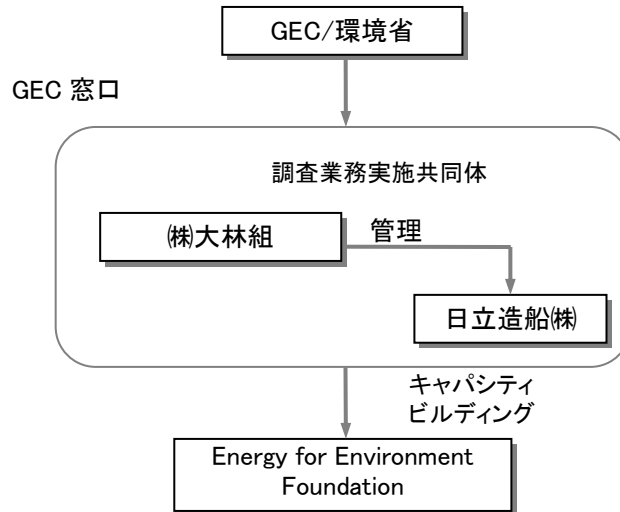 GEC/環境省
GEC 窓口
調査業務実施共同体
㈱大林組
管理
日立造船㈱
キャパシティ
ビルディング
Energy for Environment
Foundation